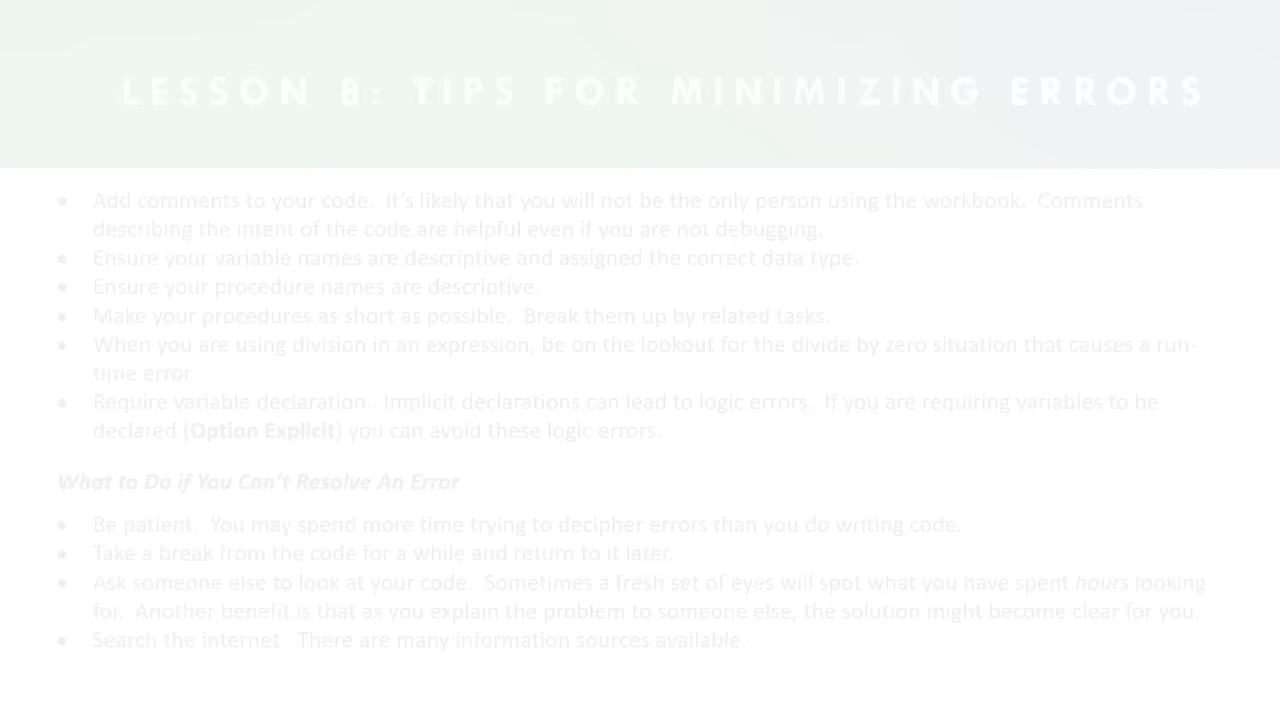 LESSON 8: TIPS FOR MINIMIZING ERRORS
• Add comments to your code.  It's likely that you will not be the only person using the workbook.  Comments
describing the intent of the code are helpful even if you are not debugging.
• Ensure your variable names are descriptive and assigned the correct data type.
• Ensure your procedure names are descriptive.
• Make your procedures as short as possible.  Break them up by related tasks.
• When you are using division in an expression, be on the lookout for the divide by zero situation that causes a run-
time error
• Require variable declaration.  Implicit declarations can lead to logic errors.  If you are requiring variables to be
declared (Option Explicit) you can avoid these logic errors.
What to Do if You Can't Resolve An Error
• Be patient.  You may spend more time trying to decipher errors than you do writing code.
• Take a break from the code for a while and return to it later.
• Ask someone else to look at your code.  Sometimes a fresh set of eyes will spot what you have spent hours looking
for.  Another benefit is that as you explain the problem to someone else, the solution might become clear for you.
• Search the internet.  There are many information sources available.